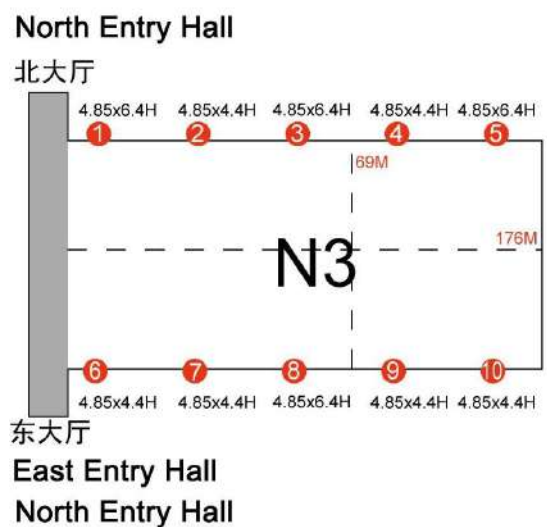 North Entry Hall
北大厅
4.85x6.4H 4.85x4.4H 4.85x6.4H 4.85x4.4H 4.85x6.4H
1 2 3 4 5
69M
176M
N3
6 7 8 9 10
4.85x4.4H 4.85x4.4H 4.85x6.4H 4.85x4.4H 4.85x4.4H
东大厅
East Entry Hall
North Entry Hall